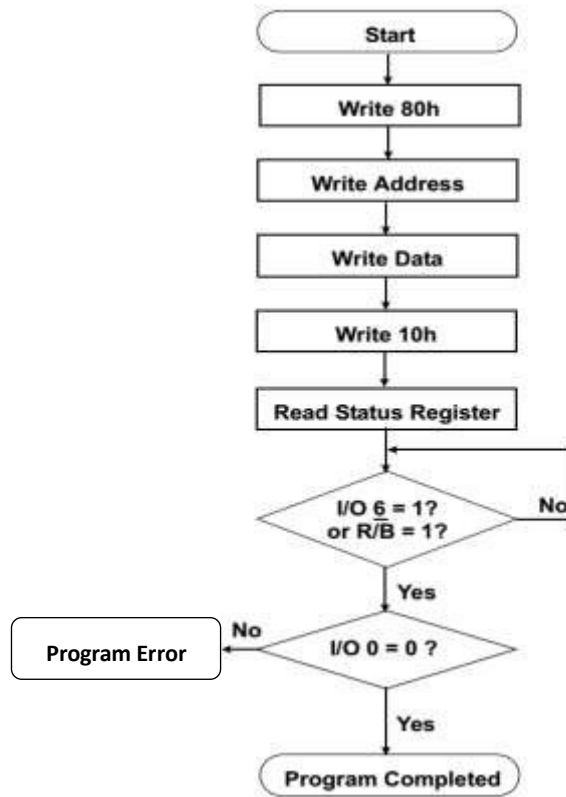 Start
Write 80h
Write Address
Write Data
Write 10h
Read Status Register
I/O 6 = 1?
or R/B̅ = 1?
No
Yes
No
Program Error
I/O 0 = 0 ?
Yes
Program Completed